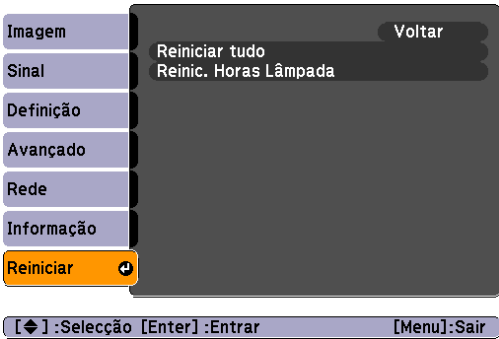 Imagem
Sinal
Definição
Avançado
Rede
Informação
Reiniciar
Voltar
Reiniciar tudo
Reinic. Horas Lâmpada
[ ] :Selecção [Enter] :Entrar [Menu]:Sair